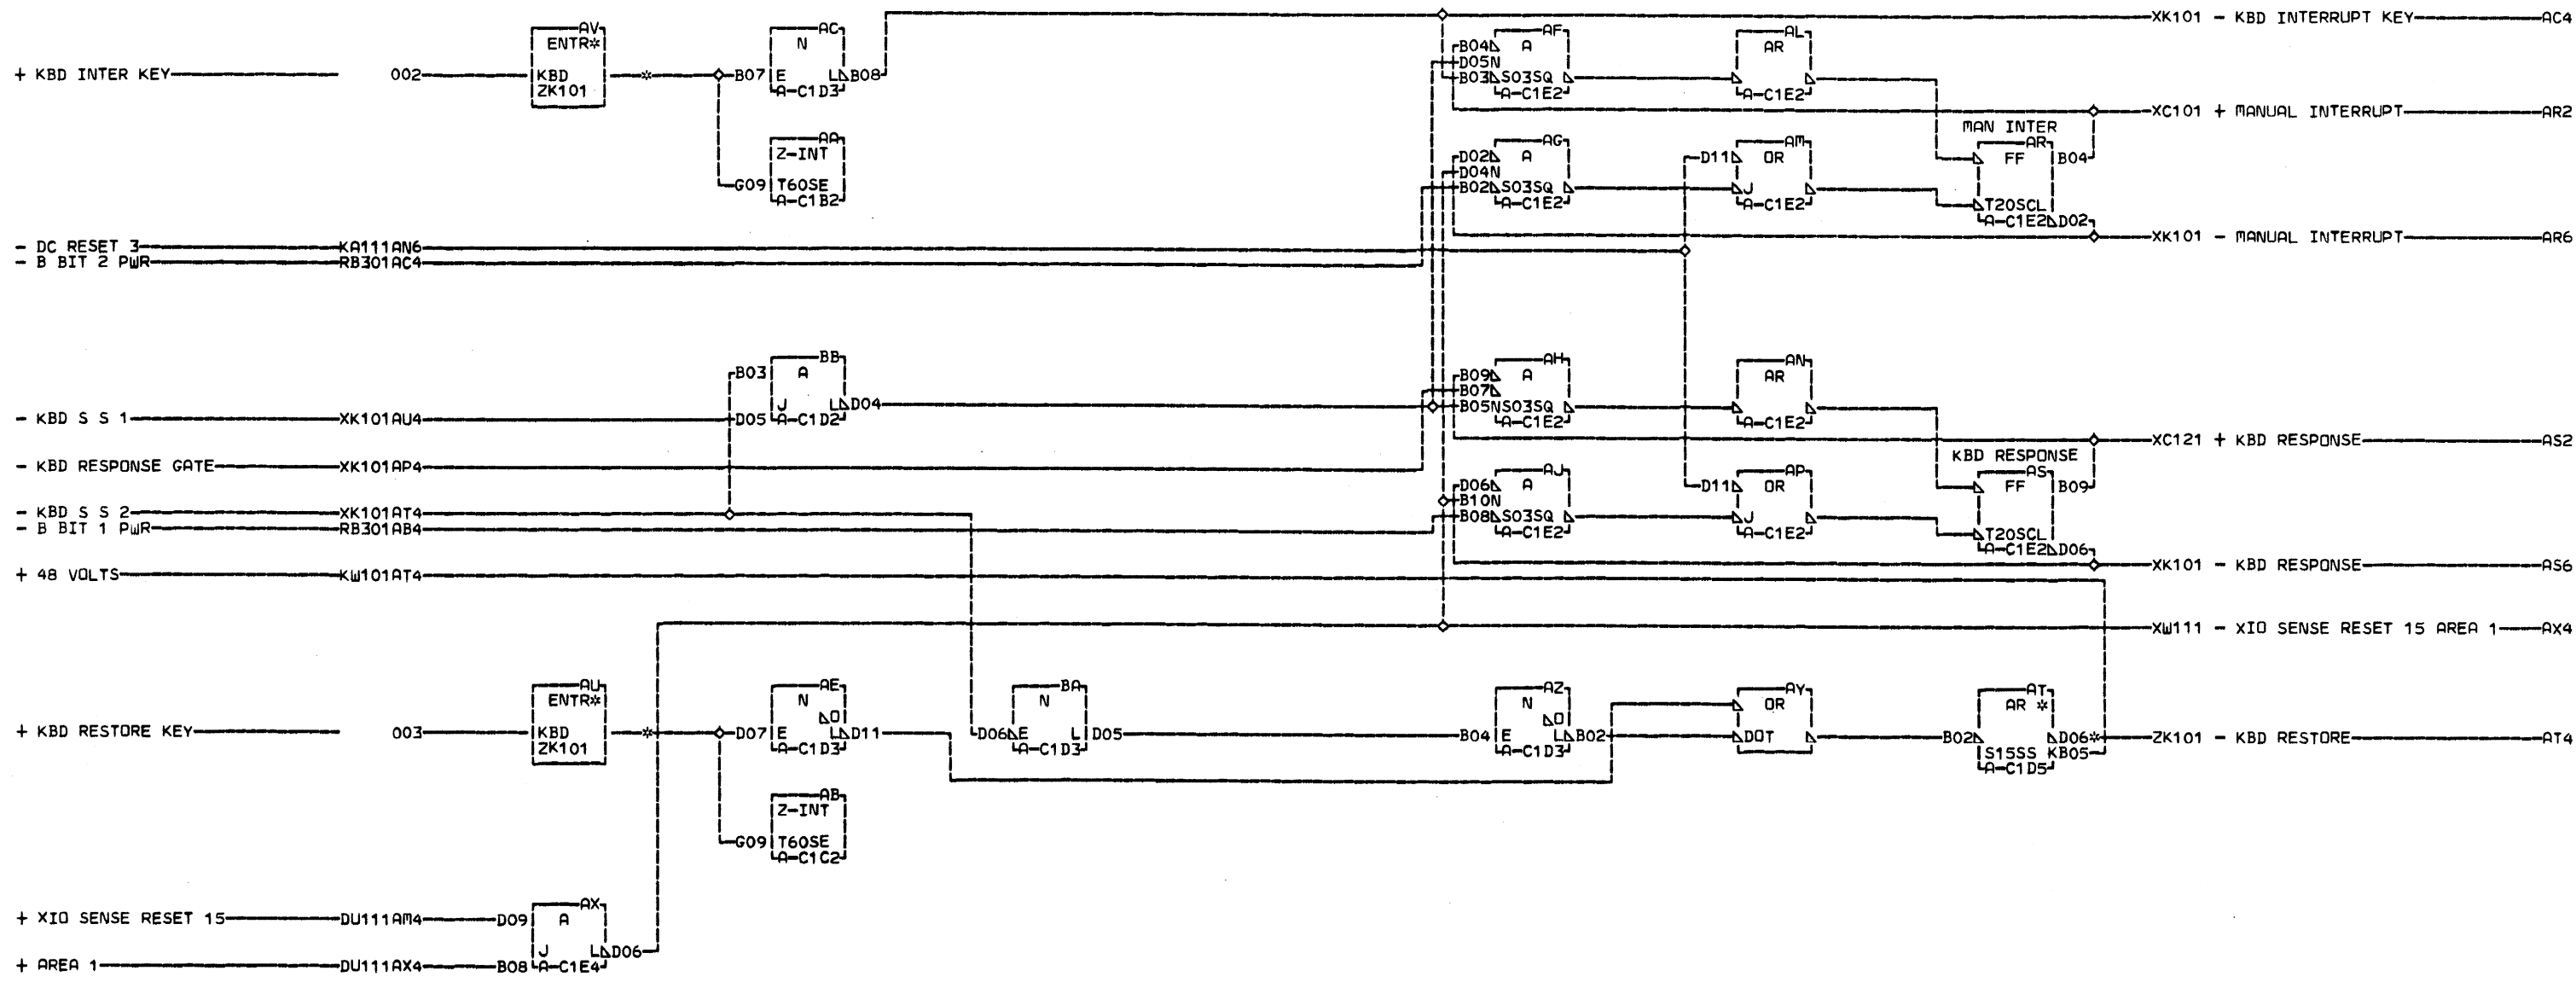 XK101 - KBD INTERRUPT KEY AC4
+ KBD INTER KEY 002
AV
ENTR*
KBD
ZK101
*
B07
AC
N
E L B08
A-C1D3
AA
Z-INT
G09 T60SE
A-C1B2
AF
B04 A
D05N
B03 S03SQ
A-C1E2
AL
AR
A-C1E2
XC101 + MANUAL INTERRUPT AR2
MAN INTER
AR
FF B04
T20SCL
A-C1E2 D02
AG
D02 A
D04N
B02 S03SQ
A-C1E2
AM
D11 OR
J
A-C1E2
XK101 - MANUAL INTERRUPT AR6
- DC RESET 3 KA111AN6
- B BIT 2 PWR RB301AC4
BB
B03 A
J L D04
D05 A-C1D2
- KBD S S 1 XK101AU4
AH
B09 A
B07
B05N S03SQ
A-C1E2
AN
AR
A-C1E2
XC121 + KBD RESPONSE AS2
- KBD RESPONSE GATE XK101AP4
KBD RESPONSE
AS
FF B09
T20SCL
A-C1E2 D06
AJ
D06 A
B10N
B08 S03SQ
A-C1E2
AP
D11 OR
J
A-C1E2
- KBD S S 2 XK101AT4
- B BIT 1 PWR RB301AB4
XK101 - KBD RESPONSE AS6
+ 48 VOLTS KW101AT4
XW111 - XIO SENSE RESET 15 AREA 1 AX4
+ KBD RESTORE KEY 003
AU
ENTR*
KBD
ZK101
*
D07
AE
N
O
E L D11
A-C1D3
BA
N
D06 E L D05
A-C1D3
AZ
N
O
B04 E L B02
A-C1D3
AY
OR
DOT
AT
AR *
B02 D06*
S15SS K B05
A-C1D5
ZK101 - KBD RESTORE AT4
AB
Z-INT
G09 T60SE
A-C1C2
+ XIO SENSE RESET 15 DU111AM4 D09
AX
A
J L D06
A-C1E4
+ AREA 1 DU111AX4 B08